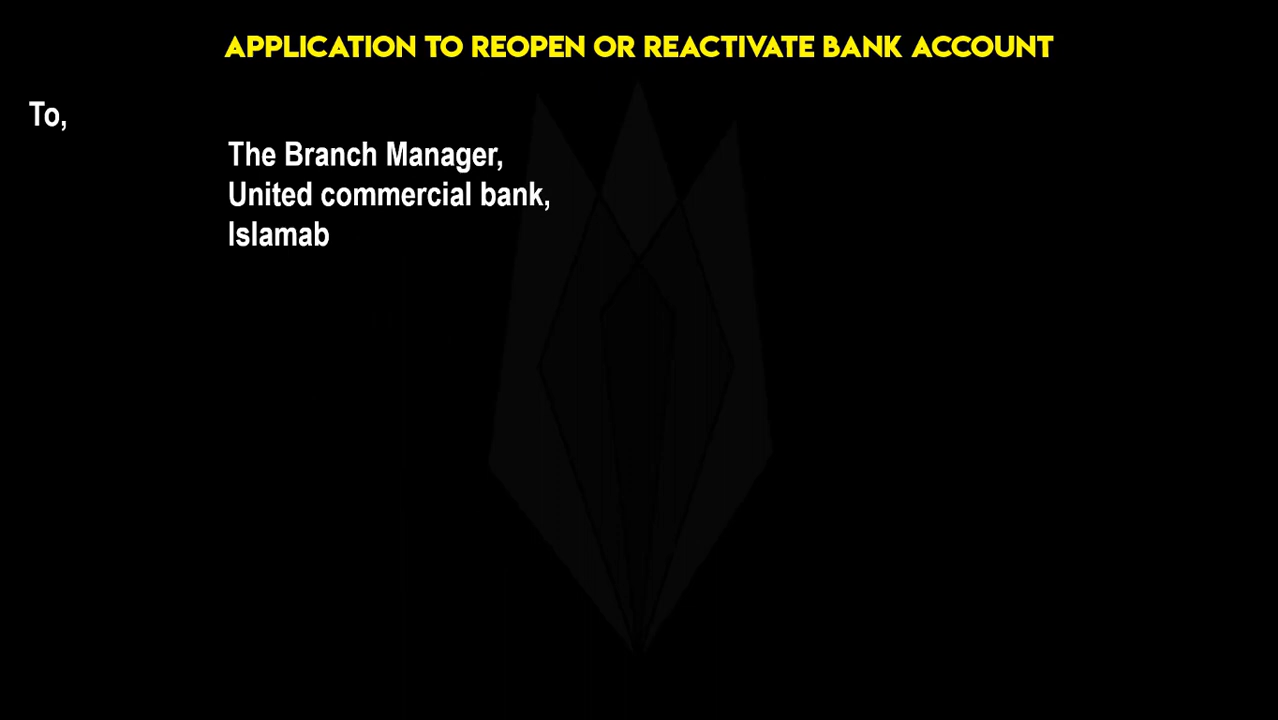 APPLICATION TO REOPEN OR REACTIVATE BANK ACCOUNT
To,
The Branch Manager,
United commercial bank,
Islamab